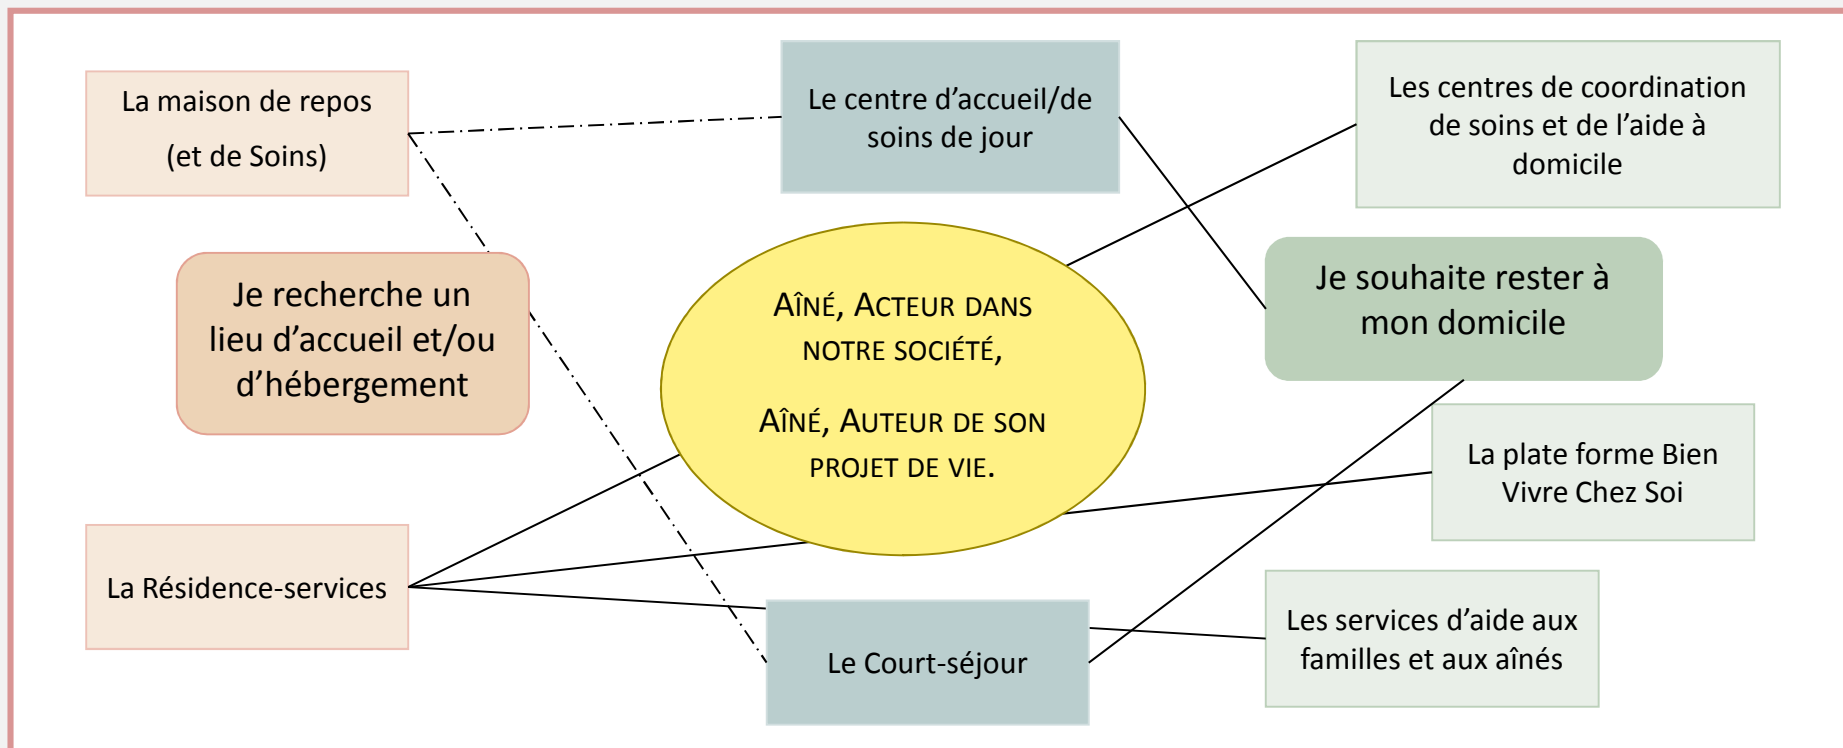 La maison de repos
(et de Soins)
Le centre d’accueil/de
soins de jour
Les centres de coordination
de soins et de l’aide à
domicile
Je recherche un
lieu d’accueil et/ou
d’hébergement
AÎNÉ, ACTEUR DANS
NOTRE SOCIÉTÉ,
AÎNÉ, AUTEUR DE SON
PROJET DE VIE.
Je souhaite rester à
mon domicile
La plate forme Bien
Vivre Chez Soi
La Résidence-services
Le Court-séjour
Les services d’aide aux
familles et aux aînés